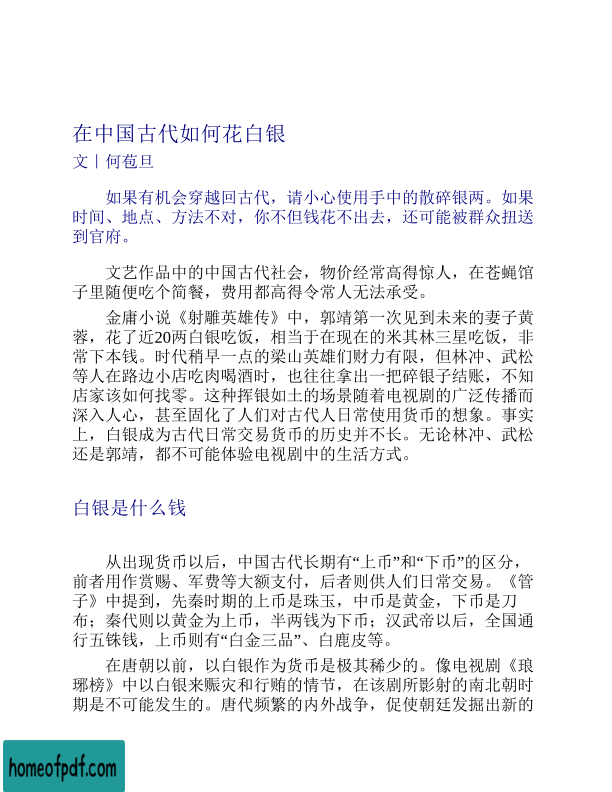 在中国古代如何花白银
文丨何苞旦
如果有机会穿越回古代，请小心使用手中的散碎银两。如果
时间、地点、方法不对，你不但钱花不出去，还可能被群众扭送
到官府。
文艺作品中的中国古代社会，物价经常高得惊人，在苍蝇馆
子里随便吃个简餐，费用都高得令常人无法承受。
金庸小说《射雕英雄传》中，郭靖第一次见到未来的妻子黄
蓉，花了近20两白银吃饭，相当于在现在的米其林三星吃饭，非
常下本钱。时代稍早一点的梁山英雄们财力有限，但林冲、武松
等人在路边小店吃肉喝酒时，也往往拿出一把碎银子结账，不知
店家该如何找零。这种挥银如土的场景随着电视剧的广泛传播而
深入人心，甚至固化了人们对古代人日常使用货币的想象。事实
上，白银成为古代日常交易货币的历史并不长。无论林冲、武松
还是郭靖，都不可能体验电视剧中的生活方式。
白银是什么钱
从出现货币以后，中国古代长期有“上币”和“下币”的区分，
前者用作赏赐、军费等大额支付，后者则供人们日常交易。《管
子》中提到，先秦时期的上币是珠玉，中币是黄金，下币是刀
布；秦代则以黄金为上币，半两钱为下币；汉武帝以后，全国通
行五铢钱，上币则有“白金三品”、白鹿皮等。
在唐朝以前，以白银作为货币是极其稀少的。像电视剧《琅
琊榜》中以白银来赈灾和行贿的情节，在该剧所影射的南北朝时
期是不可能发生的。唐代频繁的内外战争，促使朝廷发掘出新的
homeofpdf.com